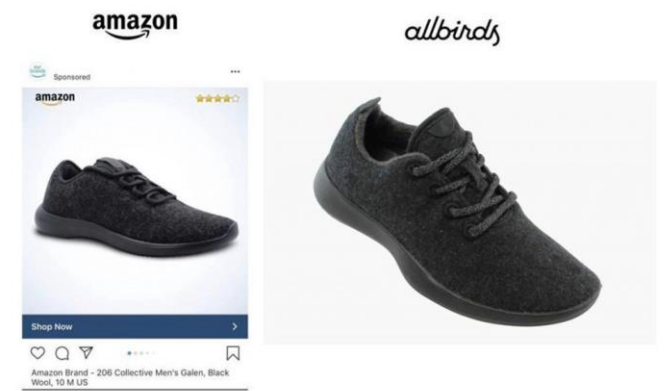 amazon
allbirds
Sponsored
amazon
Shop Now
Amazon Brand - 206 Collective Men's Galen, Black
Wool, 10 M US